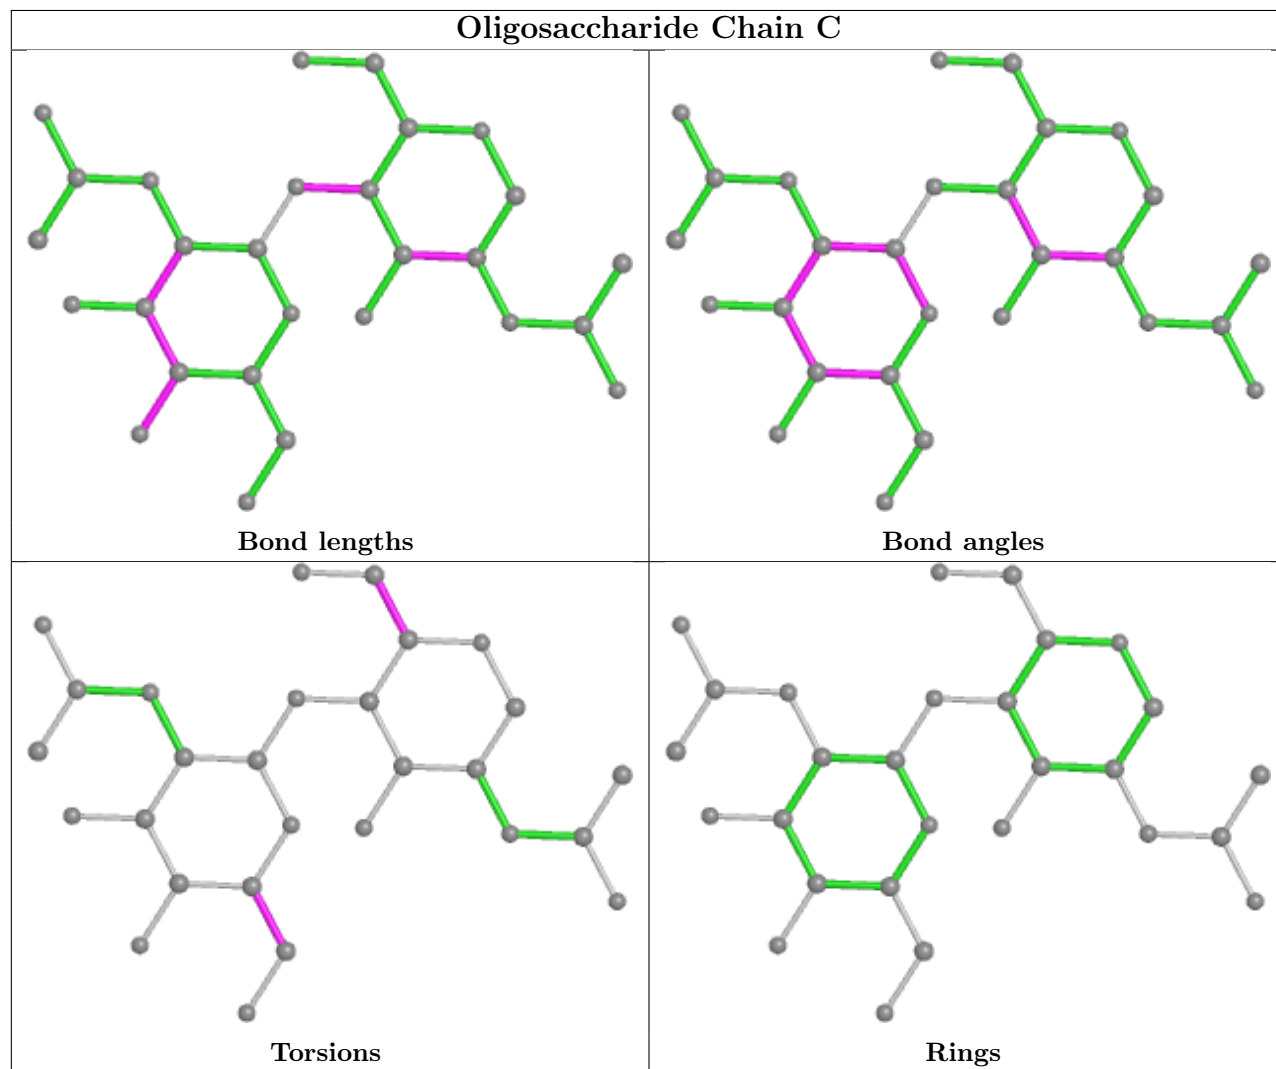 Oligosaccharide Chain C
Bond lengths
Bond angles
Torsions
Rings